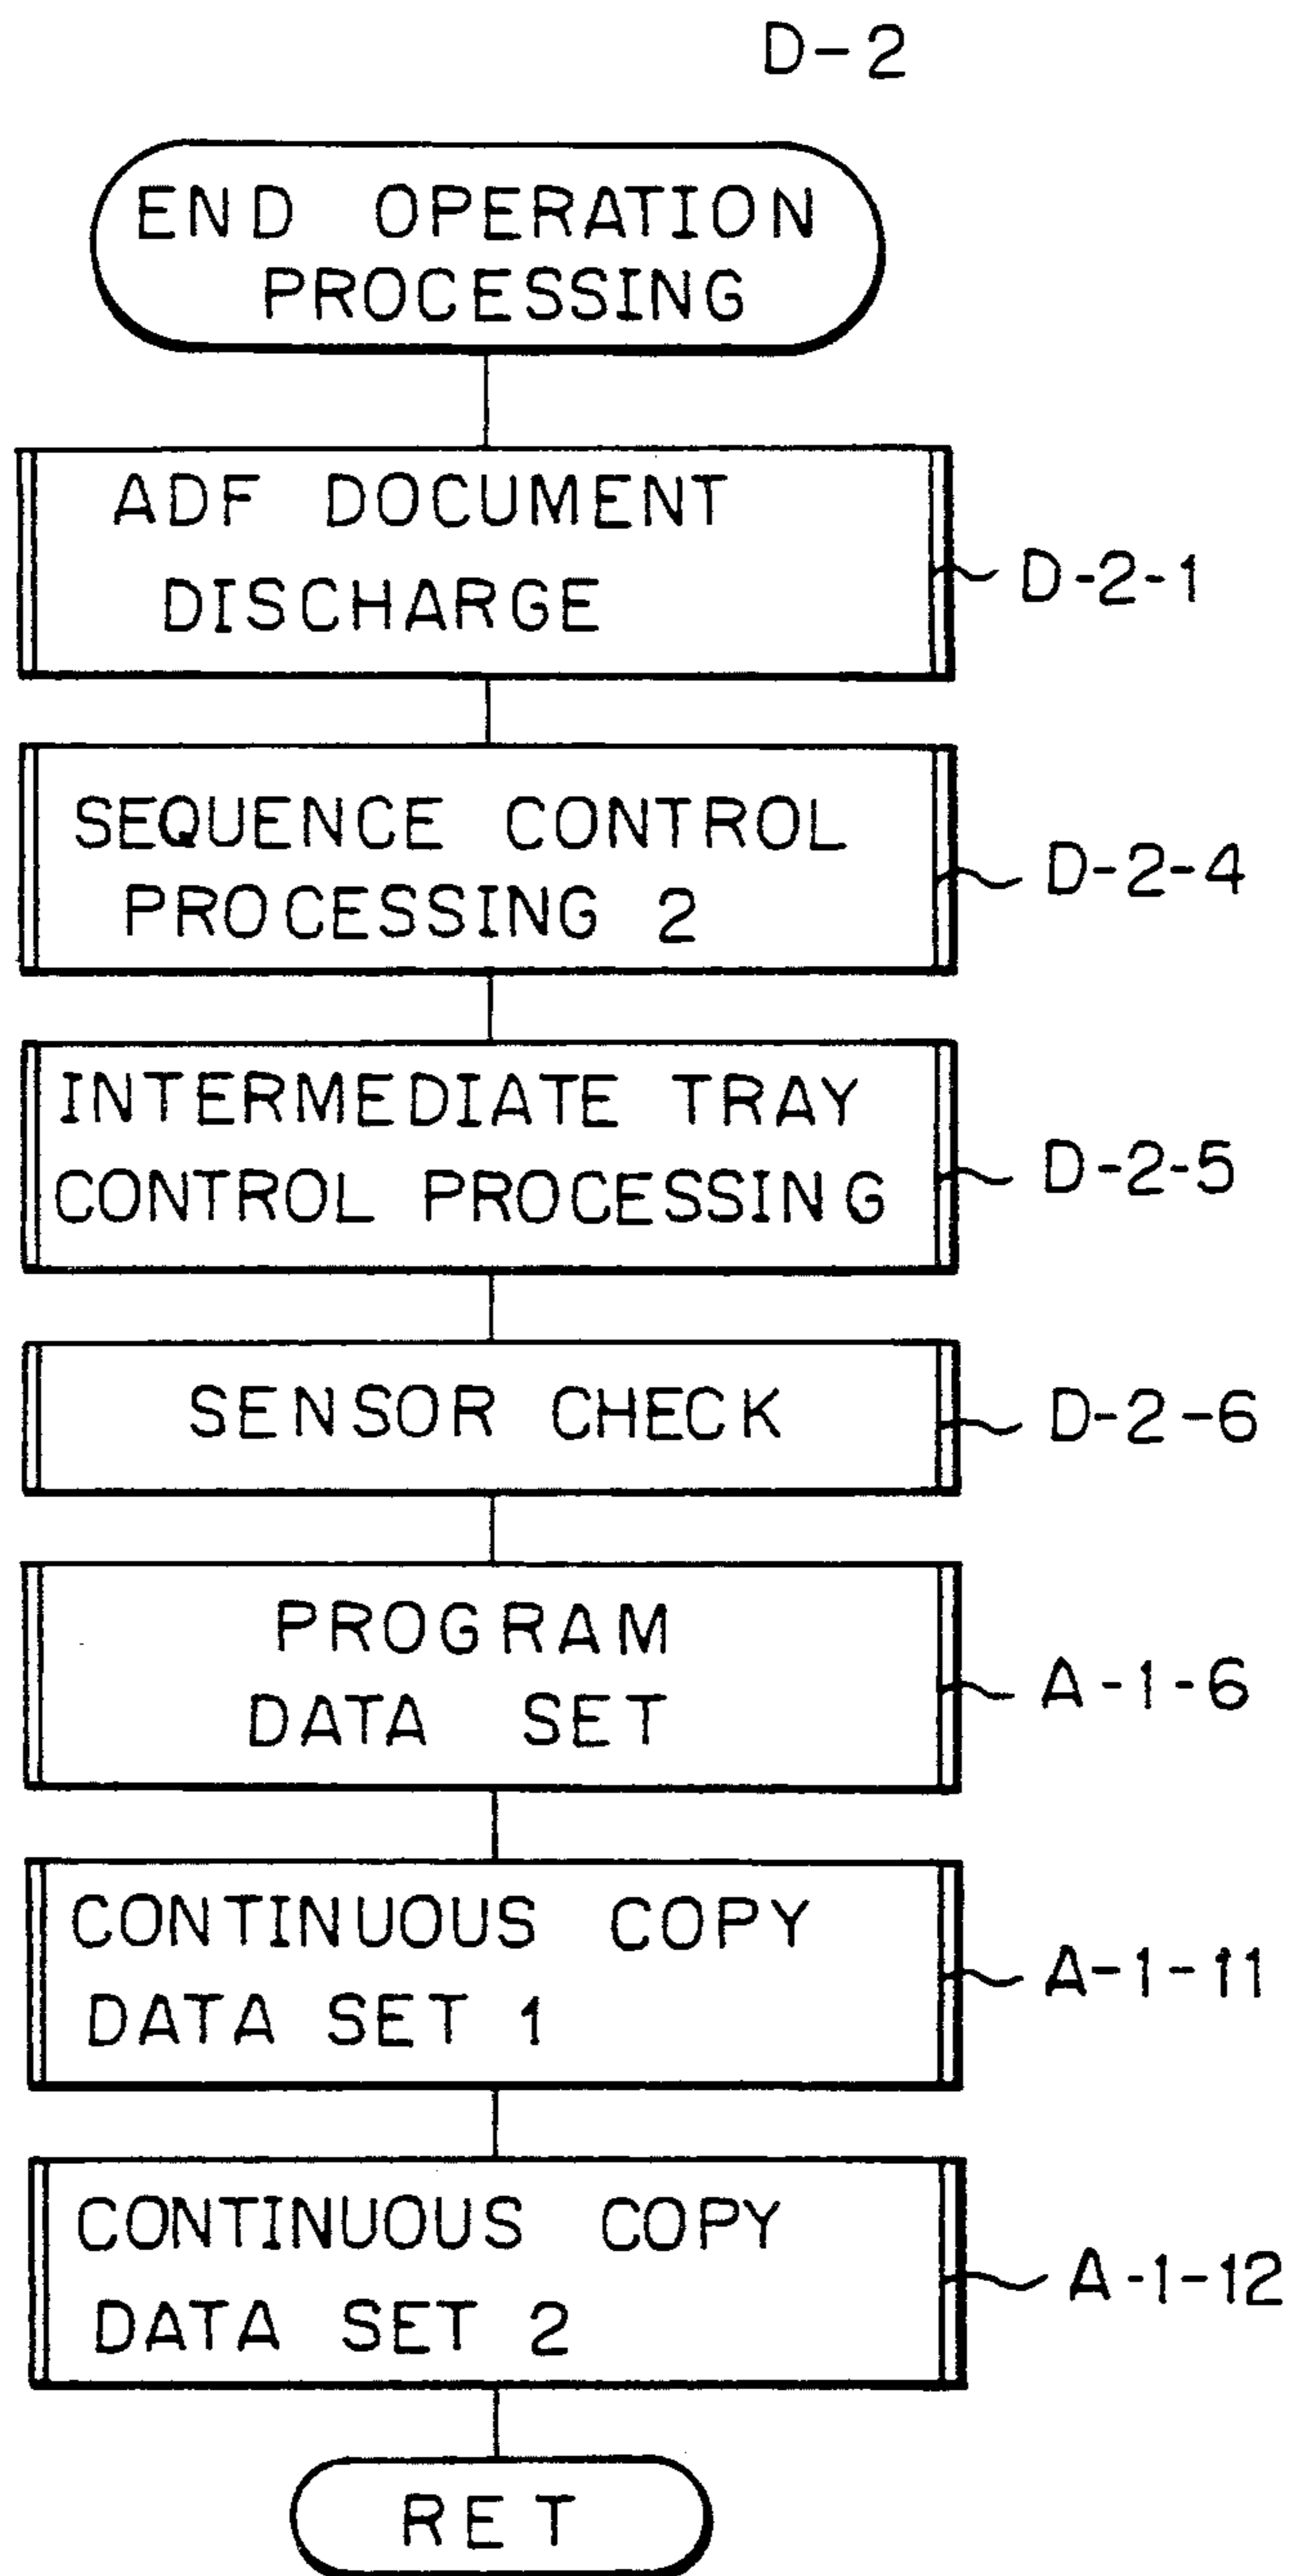 D-2
END OPERATION
PROCESSING
ADF DOCUMENT
DISCHARGE
D-2-1
SEQUENCE CONTROL
PROCESSING 2
D-2-4
INTERMEDIATE TRAY
CONTROL PROCESSING
D-2-5
SENSOR CHECK
D-2-6
PROGRAM
DATA SET
A-1-6
CONTINUOUS COPY
DATA SET 1
A-1-11
CONTINUOUS COPY
DATA SET 2
A-1-12
RET